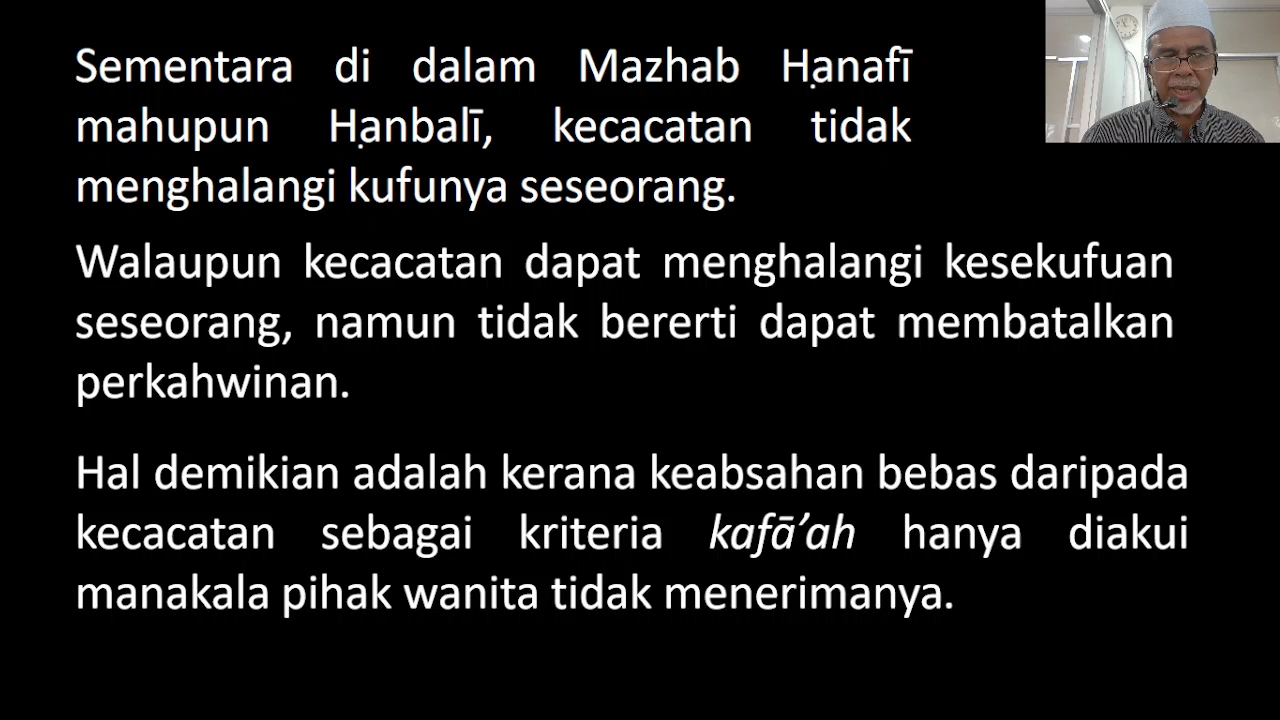 Sementara di dalam Mazhab Ḥanafī
mahupun Ḥanbalī, kecacatan tidak
menghalangi kufunya seseorang.
Walaupun kecacatan dapat menghalangi kesekufuan
seseorang, namun tidak bererti dapat membatalkan
perkahwinan.
Hal demikian adalah kerana keabsahan bebas daripada
kecacatan sebagai kriteria kafā’ah hanya diakui
manakala pihak wanita tidak menerimanya.